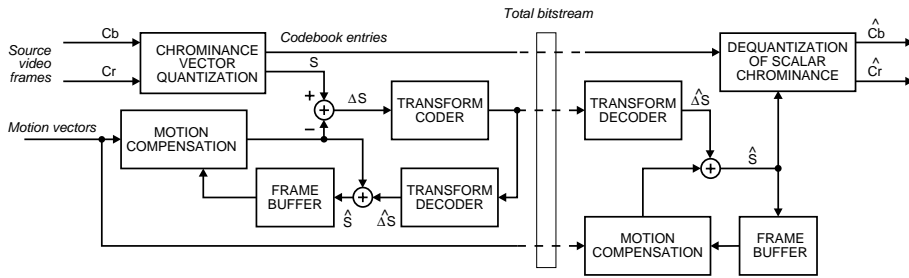 Total bitstream
Source
video
frames
Cb
Cr
CHROMINANCE
VECTOR
QUANTIZATION
Codebook entries
S
DEQUANTIZATION
OF SCALAR
CHROMINANCE
Ĉb
Ĉr
+
−
+
ΔS
TRANSFORM
CODER
TRANSFORM
DECODER
ΔŜ
Motion vectors
MOTION
COMPENSATION
+
Ŝ
FRAME
BUFFER
Ŝ
+
ΔŜ
TRANSFORM
DECODER
MOTION
COMPENSATION
FRAME
BUFFER